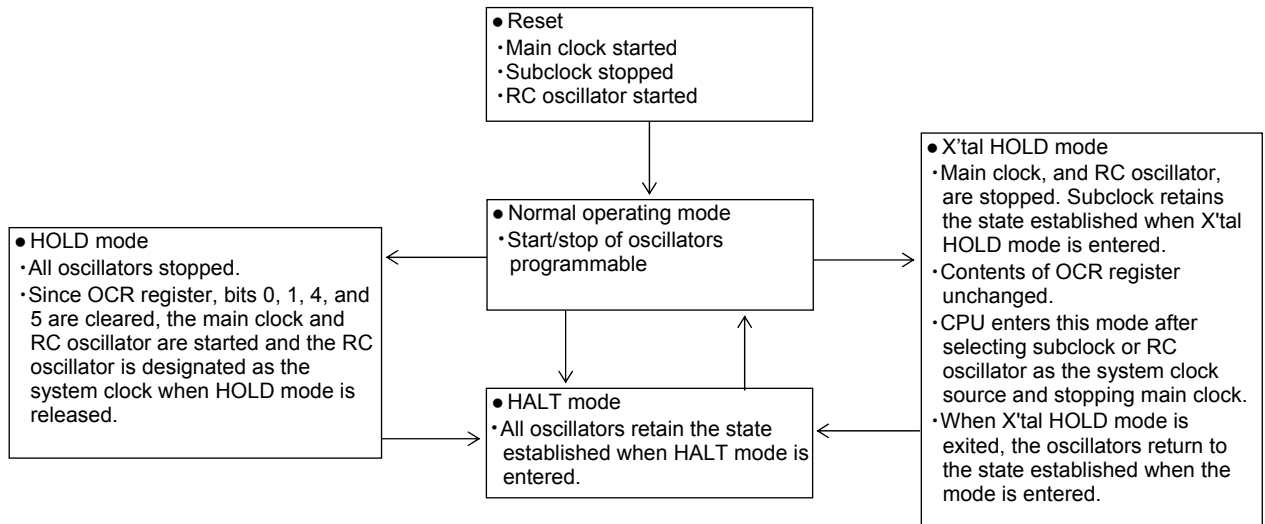 ● Reset
・Main clock started
・Subclock stopped
・RC oscillator started
● Normal operating mode
・Start/stop of oscillators
programmable
● HOLD mode
・All oscillators stopped.
・Since OCR register, bits 0, 1, 4, and
5 are cleared, the main clock and
RC oscillator are started and the RC
oscillator is designated as the
system clock when HOLD mode is
released.
● HALT mode
・All oscillators retain the state
established when HALT mode is
entered.
● X'tal HOLD mode
・Main clock, and RC oscillator,
are stopped. Subclock retains
the state established when X'tal
HOLD mode is entered.
・Contents of OCR register
unchanged.
・CPU enters this mode after
selecting subclock or RC
oscillator as the system clock
source and stopping main clock.
・When X'tal HOLD mode is
exited, the oscillators return to
the state established when the
mode is entered.